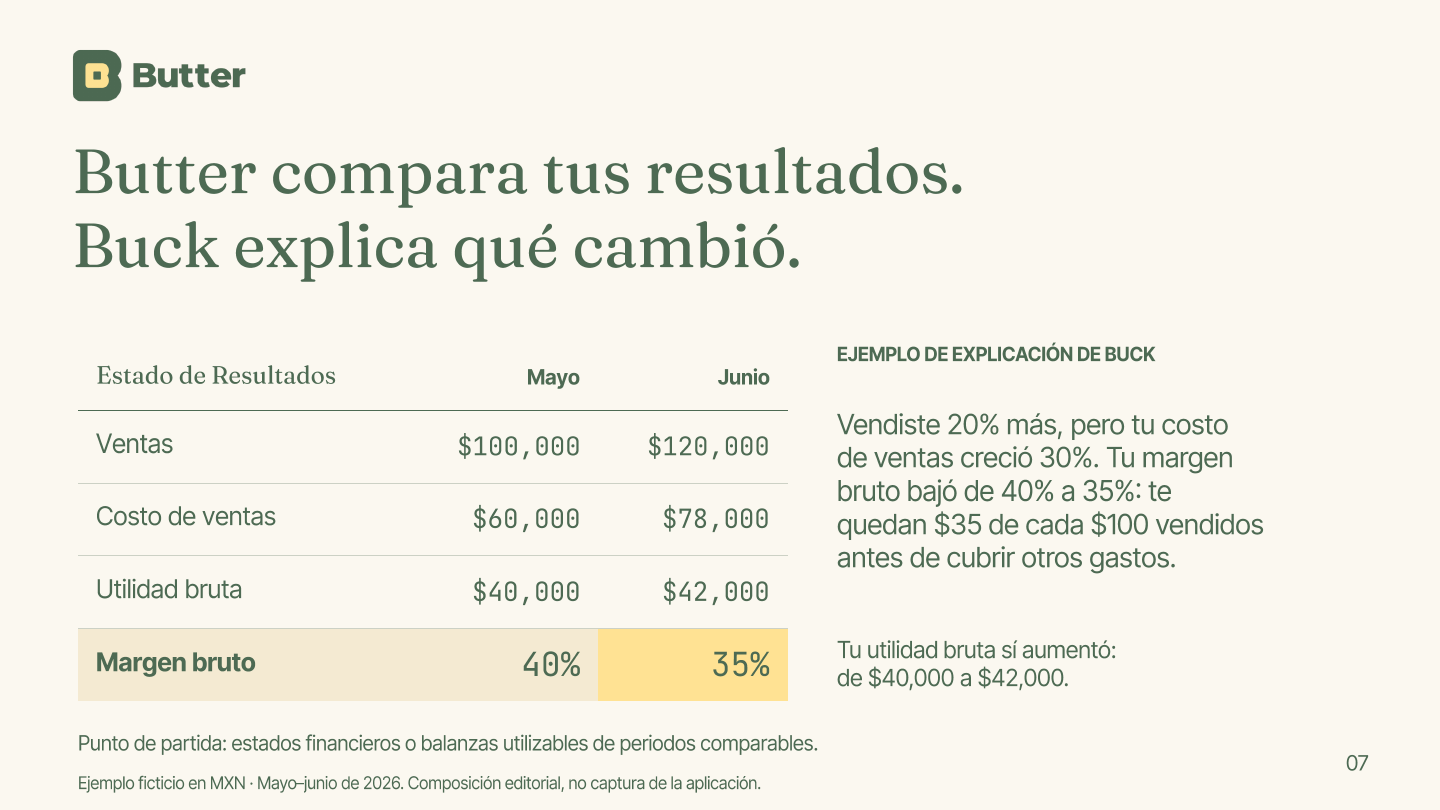 Butter
Butter compara tus resultados.
Buck explica qué cambió.
Estado de Resultados Mayo Junio
Ventas $100,000 $120,000
Costo de ventas $60,000 $78,000
Utilidad bruta $40,000 $42,000
Margen bruto 40% 35%
EJEMPLO DE EXPLICACIÓN DE BUCK
Vendiste 20% más, pero tu costo
de ventas creció 30%. Tu margen
bruto bajó de 40% a 35%: te
quedan $35 de cada $100 vendidos
antes de cubrir otros gastos.
Tu utilidad bruta sí aumentó:
de $40,000 a $42,000.
Punto de partida: estados financieros o balanzas utilizables de periodos comparables.
Ejemplo ficticio en MXN · Mayo–junio de 2026. Composición editorial, no captura de la aplicación.
07